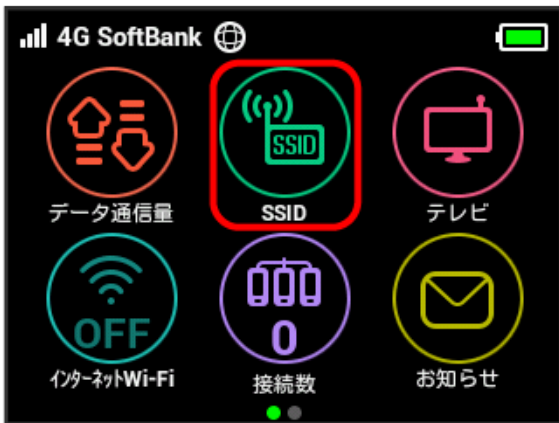 4G SoftBank
SSID
データ通信量
SSID
テレビ
OFF
0
インターネットWi-Fi
接続数
お知らせ